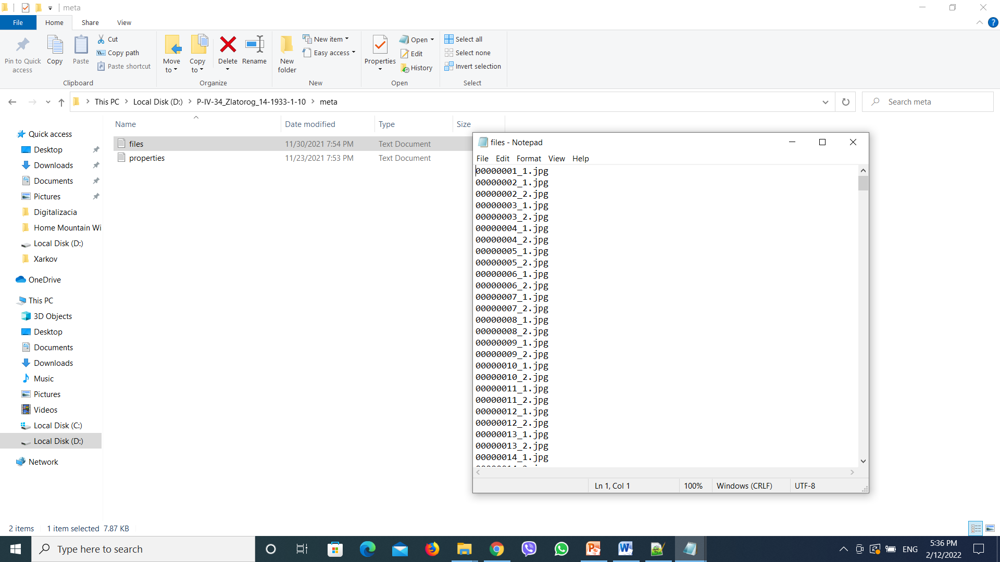 meta
File Home Share View
Pin to Quick access
Copy
Paste
Cut
Copy path
Paste shortcut
Clipboard
Move to
Copy to
Delete
Rename
Organize
New folder
New item
Easy access
New
Properties
Open
Edit
History
Open
Select all
Select none
Invert selection
Select
This PC Local Disk (D:) P-IV-34_Zlatorog_14-1933-1-10 meta
Search meta
Quick access
Desktop
Downloads
Documents
Pictures
Digitalizacia
Home Mountain Wi
Local Disk (D:)
Xarkov
OneDrive
This PC
3D Objects
Desktop
Documents
Downloads
Music
Pictures
Videos
Local Disk (C:)
Local Disk (D:)
Network
Name Date modified Type Size
files 11/30/2021 7:54 PM Text Document
properties 11/23/2021 7:53 PM Text Document
files - Notepad
File Edit Format View Help
00000001_1.jpg
00000002_1.jpg
00000002_2.jpg
00000003_1.jpg
00000003_2.jpg
00000004_1.jpg
00000004_2.jpg
00000005_1.jpg
00000005_2.jpg
00000006_1.jpg
00000006_2.jpg
00000007_1.jpg
00000007_2.jpg
00000008_1.jpg
00000008_2.jpg
00000009_1.jpg
00000009_2.jpg
00000010_1.jpg
00000010_2.jpg
00000011_1.jpg
00000011_2.jpg
00000012_1.jpg
00000012_2.jpg
00000013_1.jpg
00000013_2.jpg
00000014_1.jpg
Ln 1, Col 1 100% Windows (CRLF) UTF-8
2 items 1 item selected 7.87 KB
Type here to search
ENG
5:36 PM
2/12/2022